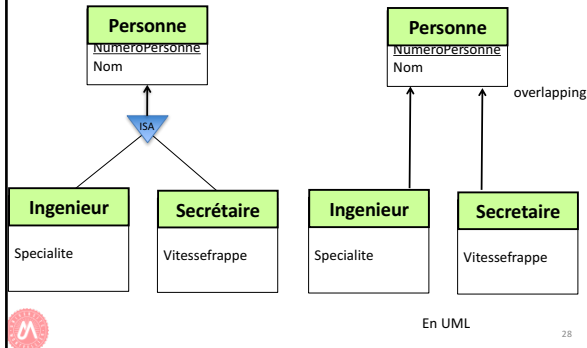 Personne
NumeroPersonne
Nom
ISA
Ingenieur
Specialite
Secrétaire
Vitessefrappe
Personne
NumeroPersonne
Nom
overlapping
Ingenieur
Specialite
Secretaire
Vitessefrappe
En UML
28